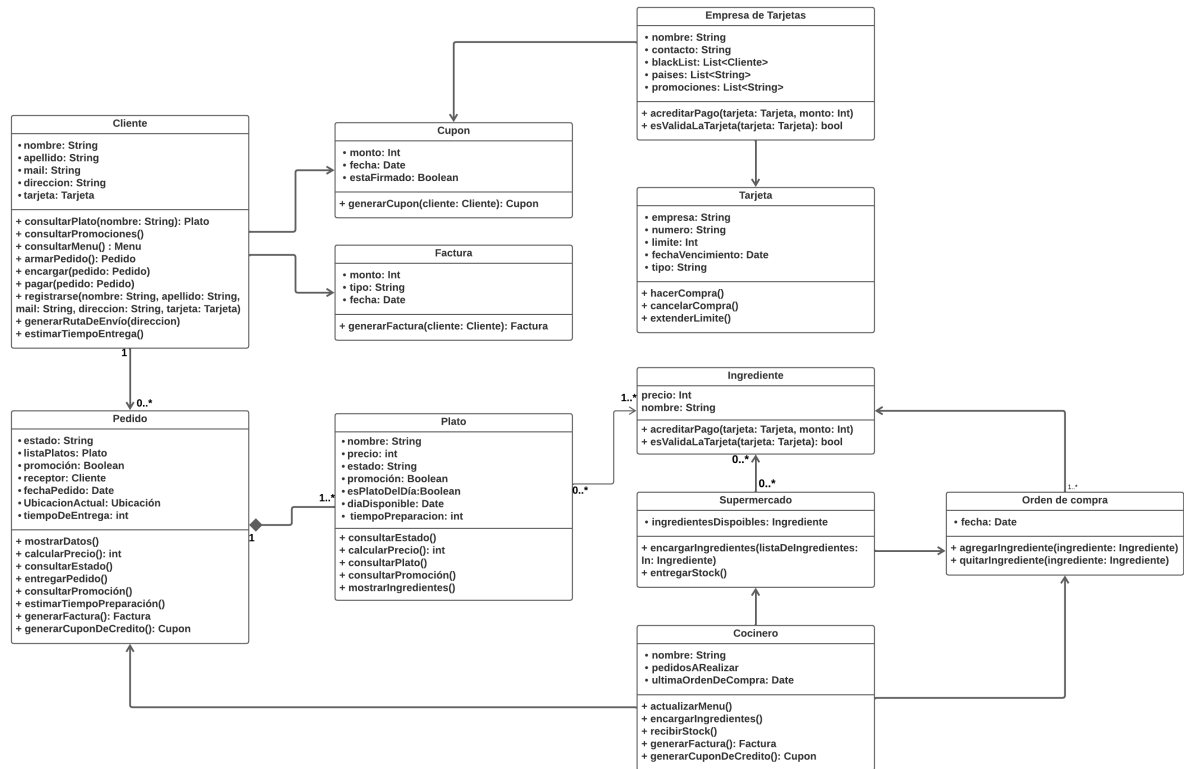 Empresa de Tarjetas
• nombre: String
• contacto: String
• blackList: List<Cliente>
• paises: List<String>
• promociones: List<String>
+ acreditarPago(tarjeta: Tarjeta, monto: Int)
+ esValidaLaTarjeta(tarjeta: Tarjeta): bool
Cliente
• nombre: String
• apellido: String
• mail: String
• direccion: String
• tarjeta: Tarjeta
+ consultarPlato(nombre: String): Plato
+ consultarPromociones()
+ consultarMenu() : Menu
+ armarPedido(): Pedido
+ encargar(pedido: Pedido)
+ pagar(pedido: Pedido)
+ registrarse(nombre: String, apellido: String,
mail: String, direccion: String, tarjeta: Tarjeta)
+ generarRutaDeEnvío(direccion)
+ estimarTiempoEntrega()
1
0..*
Cupon
• monto: Int
• fecha: Date
• estaFirmado: Boolean
+ generarCupon(cliente: Cliente): Cupon
Factura
• monto: Int
• tipo: String
• fecha: Date
+ generarFactura(cliente: Cliente): Factura
Tarjeta
• empresa: String
• numero: String
• limite: Int
• fechaVencimiento: Date
• tipo: String
+ hacerCompra()
+ cancelarCompra()
+ extenderLimite()
Pedido
• estado: String
• listaPlatos: Plato
• promoción: Boolean
• receptor: Cliente
• fechaPedido: Date
• UbicacionActual: Ubicación
• tiempoDeEntrega: int
+ mostrarDatos()
+ calcularPrecio(): int
+ consultarEstado()
+ entregarPedido()
+ consultarPromoción()
+ estimarTiempoPreparación()
+ generarFactura(): Factura
+ generarCuponDeCredito(): Cupon
1
1..*
Plato
• nombre: String
• precio: int
• estado: String
• promoción: Boolean
• esPlatoDelDía:Boolean
• diaDisponible: Date
• tiempoPreparacion: int
+ consultarEstado()
+ calcularPrecio(): int
+ consultarPlato()
+ consultarPromoción()
+ mostrarIngredientes()
0..*
1..*
Ingrediente
precio: Int
nombre: String
+ acreditarPago(tarjeta: Tarjeta, monto: Int)
+ esValidaLaTarjeta(tarjeta: Tarjeta): bool
0..*
0..*
1..*
Supermercado
• ingredientesDispoibles: Ingrediente
+ encargarIngredientes(listaDeIngredientes:
In: Ingrediente)
+ entregarStock()
Orden de compra
• fecha: Date
+ agregarIngrediente(ingrediente: Ingrediente)
+ quitarIngrediente(ingrediente: Ingrediente)
Cocinero
• nombre: String
• pedidosARealizar
• ultimaOrdenDeCompra: Date
+ actualizarMenu()
+ encargarIngredientes()
+ recibirStock()
+ generarFactura(): Factura
+ generarCuponDeCredito(): Cupon